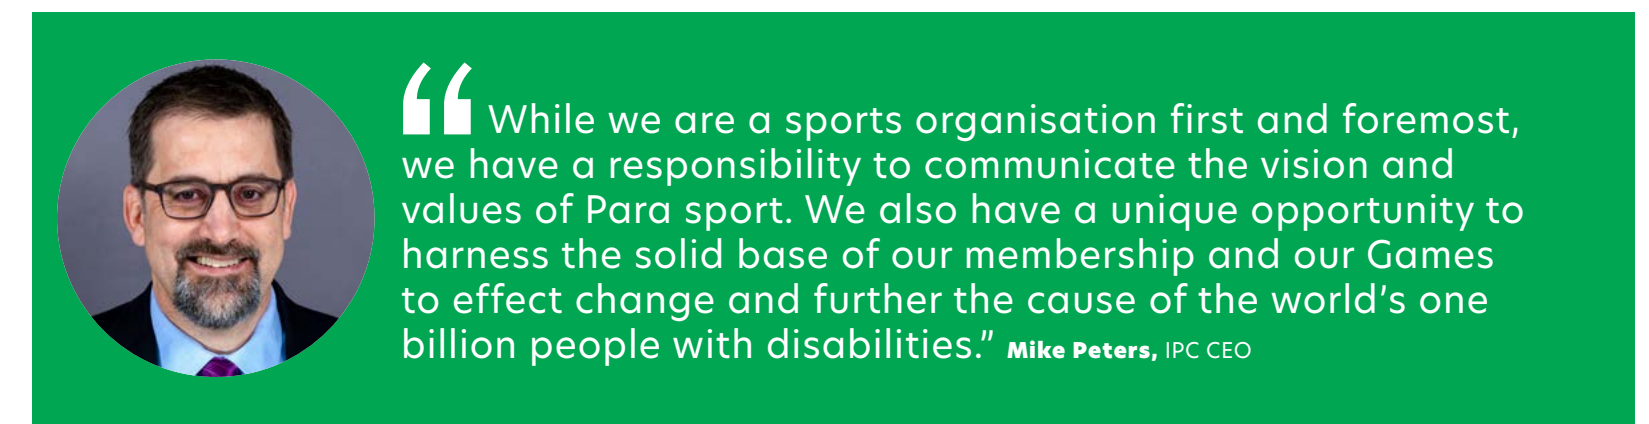 “ While we are a sports organisation first and foremost,
we have a responsibility to communicate the vision and
values of Para sport. We also have a unique opportunity to
harness the solid base of our membership and our Games
to effect change and further the cause of the world’s one
billion people with disabilities.” Mike Peters, IPC CEO